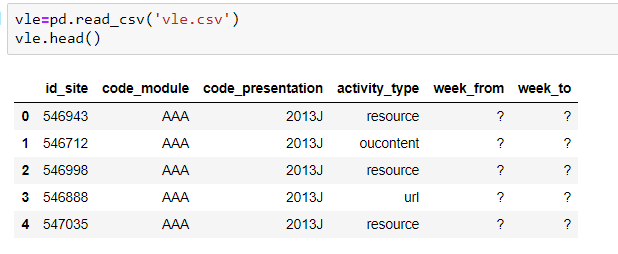 vle=pd.read_csv('vle.csv')
vle.head()
id_site code_module code_presentation activity_type week_from week_to
0 546943 AAA 2013J resource ? ?
1 546712 AAA 2013J oucontent ? ?
2 546998 AAA 2013J resource ? ?
3 546888 AAA 2013J url ? ?
4 547035 AAA 2013J resource ? ?